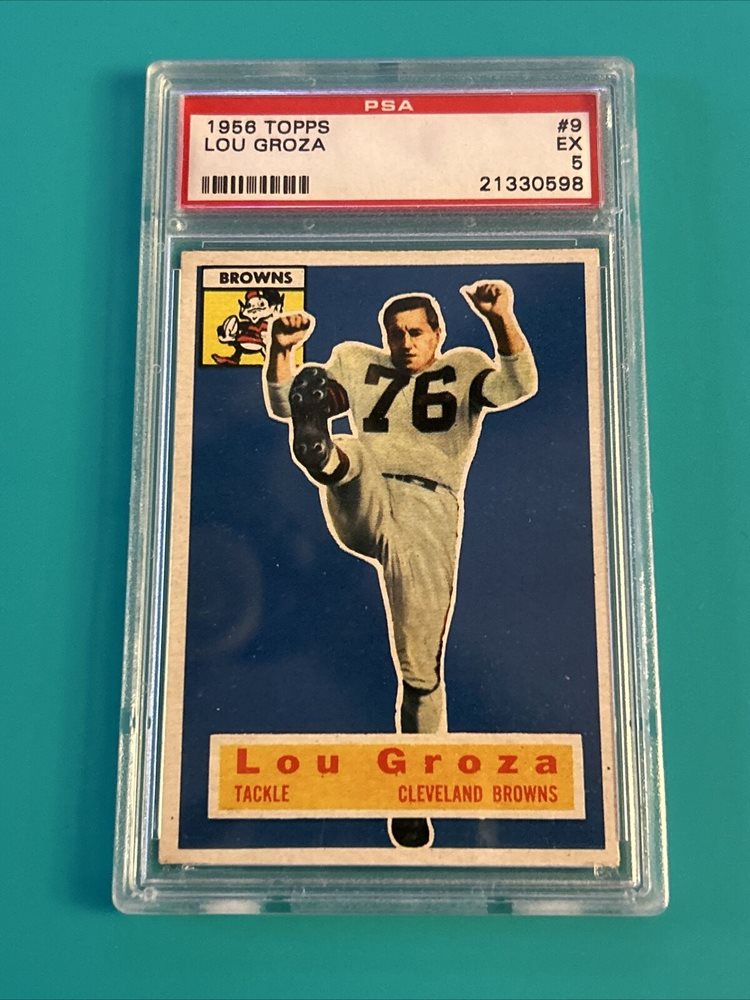 PSA
1956 TOPPS #9
LOU GROZA EX
5
21330598
BROWNS
76
Lou Groza
TACKLE CLEVELAND BROWNS